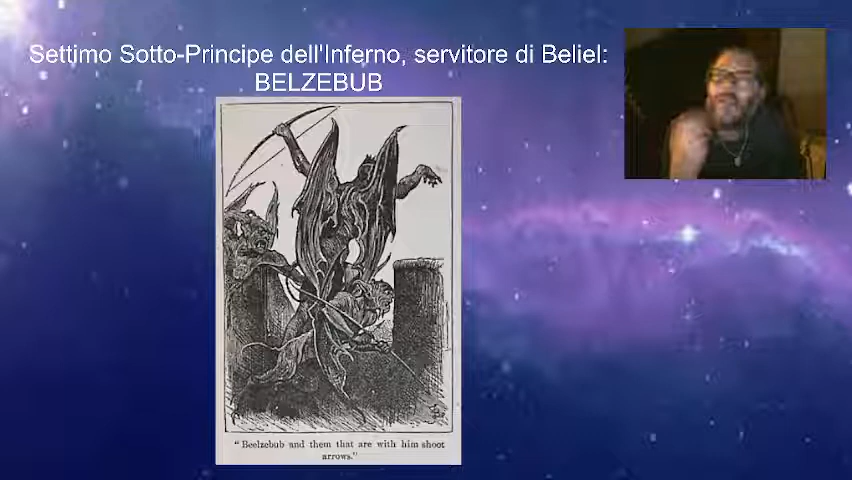 Settimo Sotto-Principe dell'Inferno, servitore di Beliel:
BELZEBUB
"Beelzebub and them that are with him shoot
arrows."